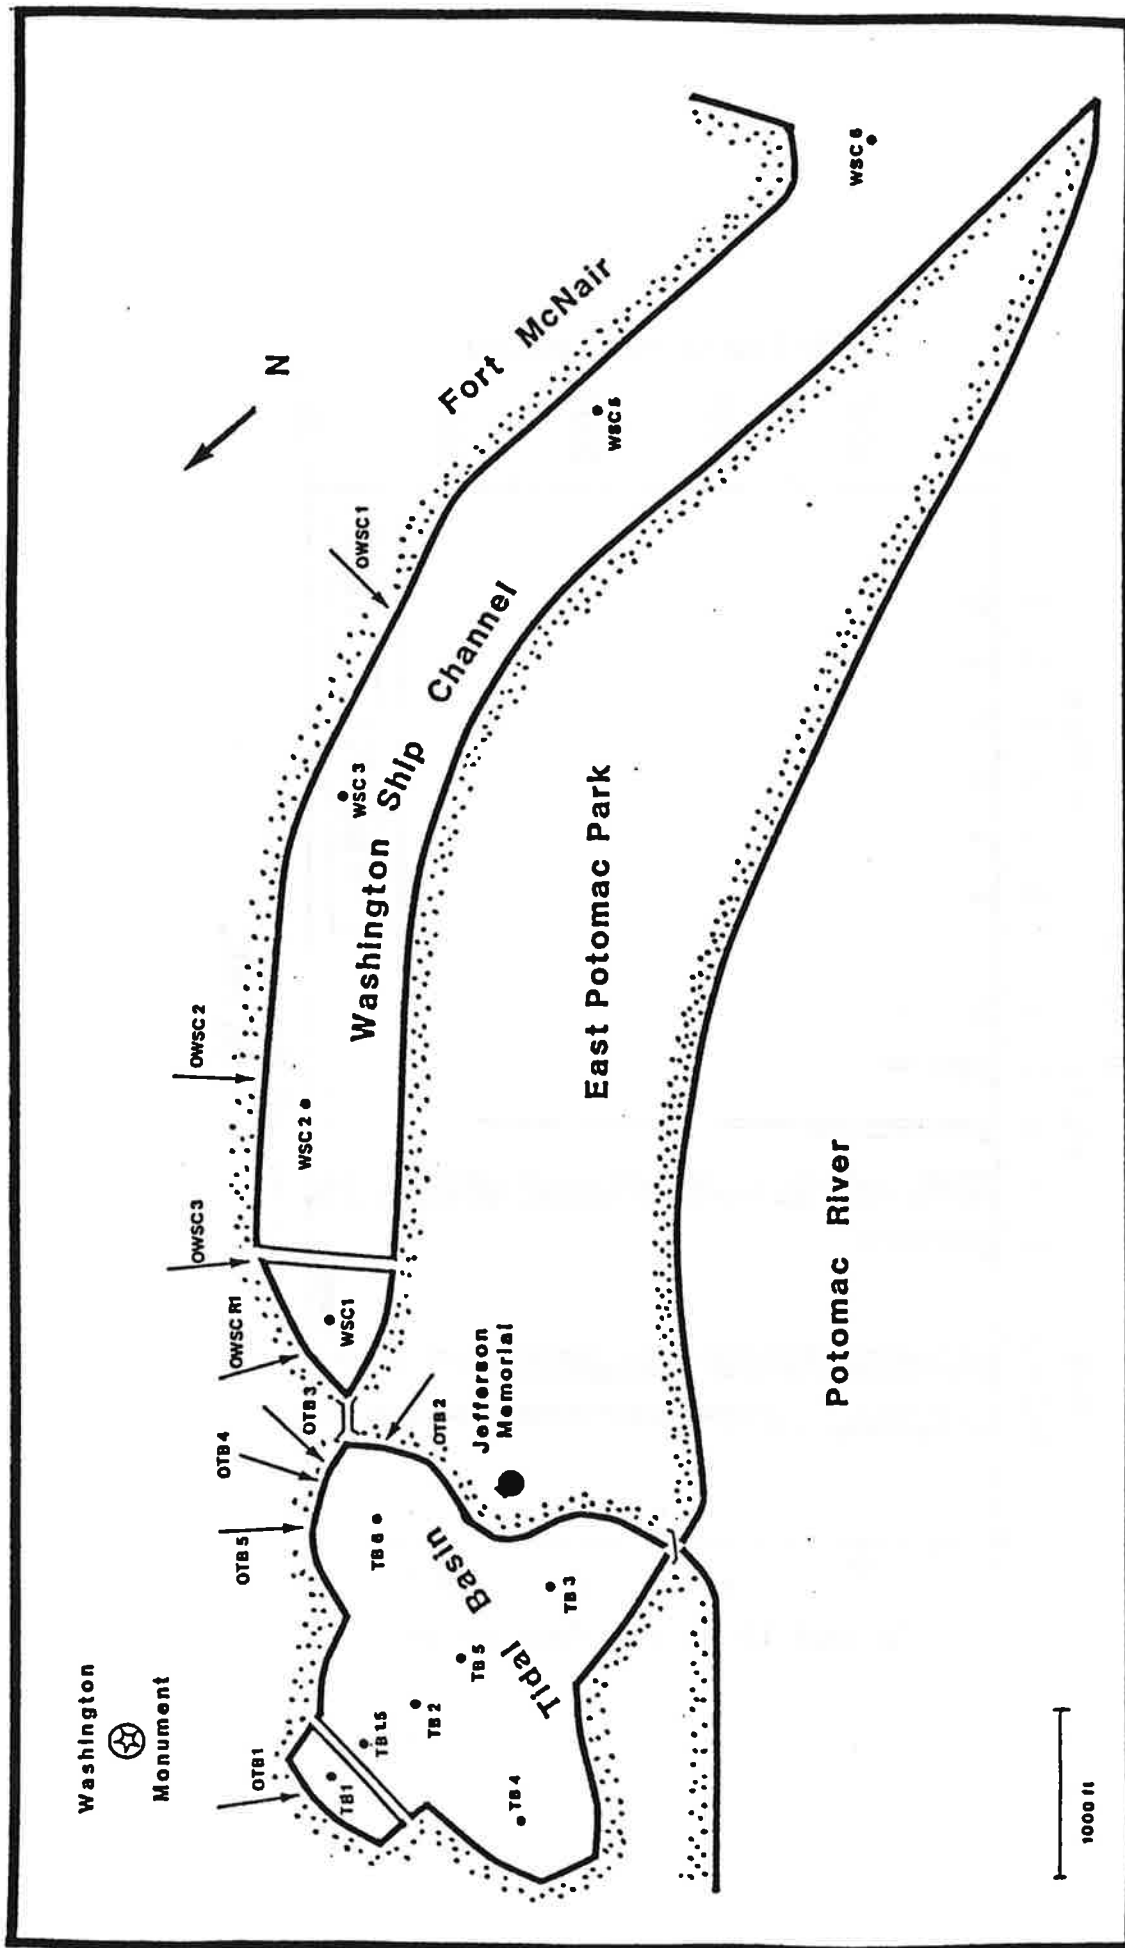 Washington
Monument
OTB1
OTB5
OTB4
OTB3
OWSCR1
OWSC3
OWSC2
OWSC1
N
Fort McNair
TB1
TB1.5
TB2
TB5
TB4
TB3
TB6
Tidal
Basin
OTB2
Jefferson
Memorial
WSC1
WSC2
WSC3
WSC5
WSC6
Washington
Ship
Channel
East Potomac Park
Potomac River
1000 ft